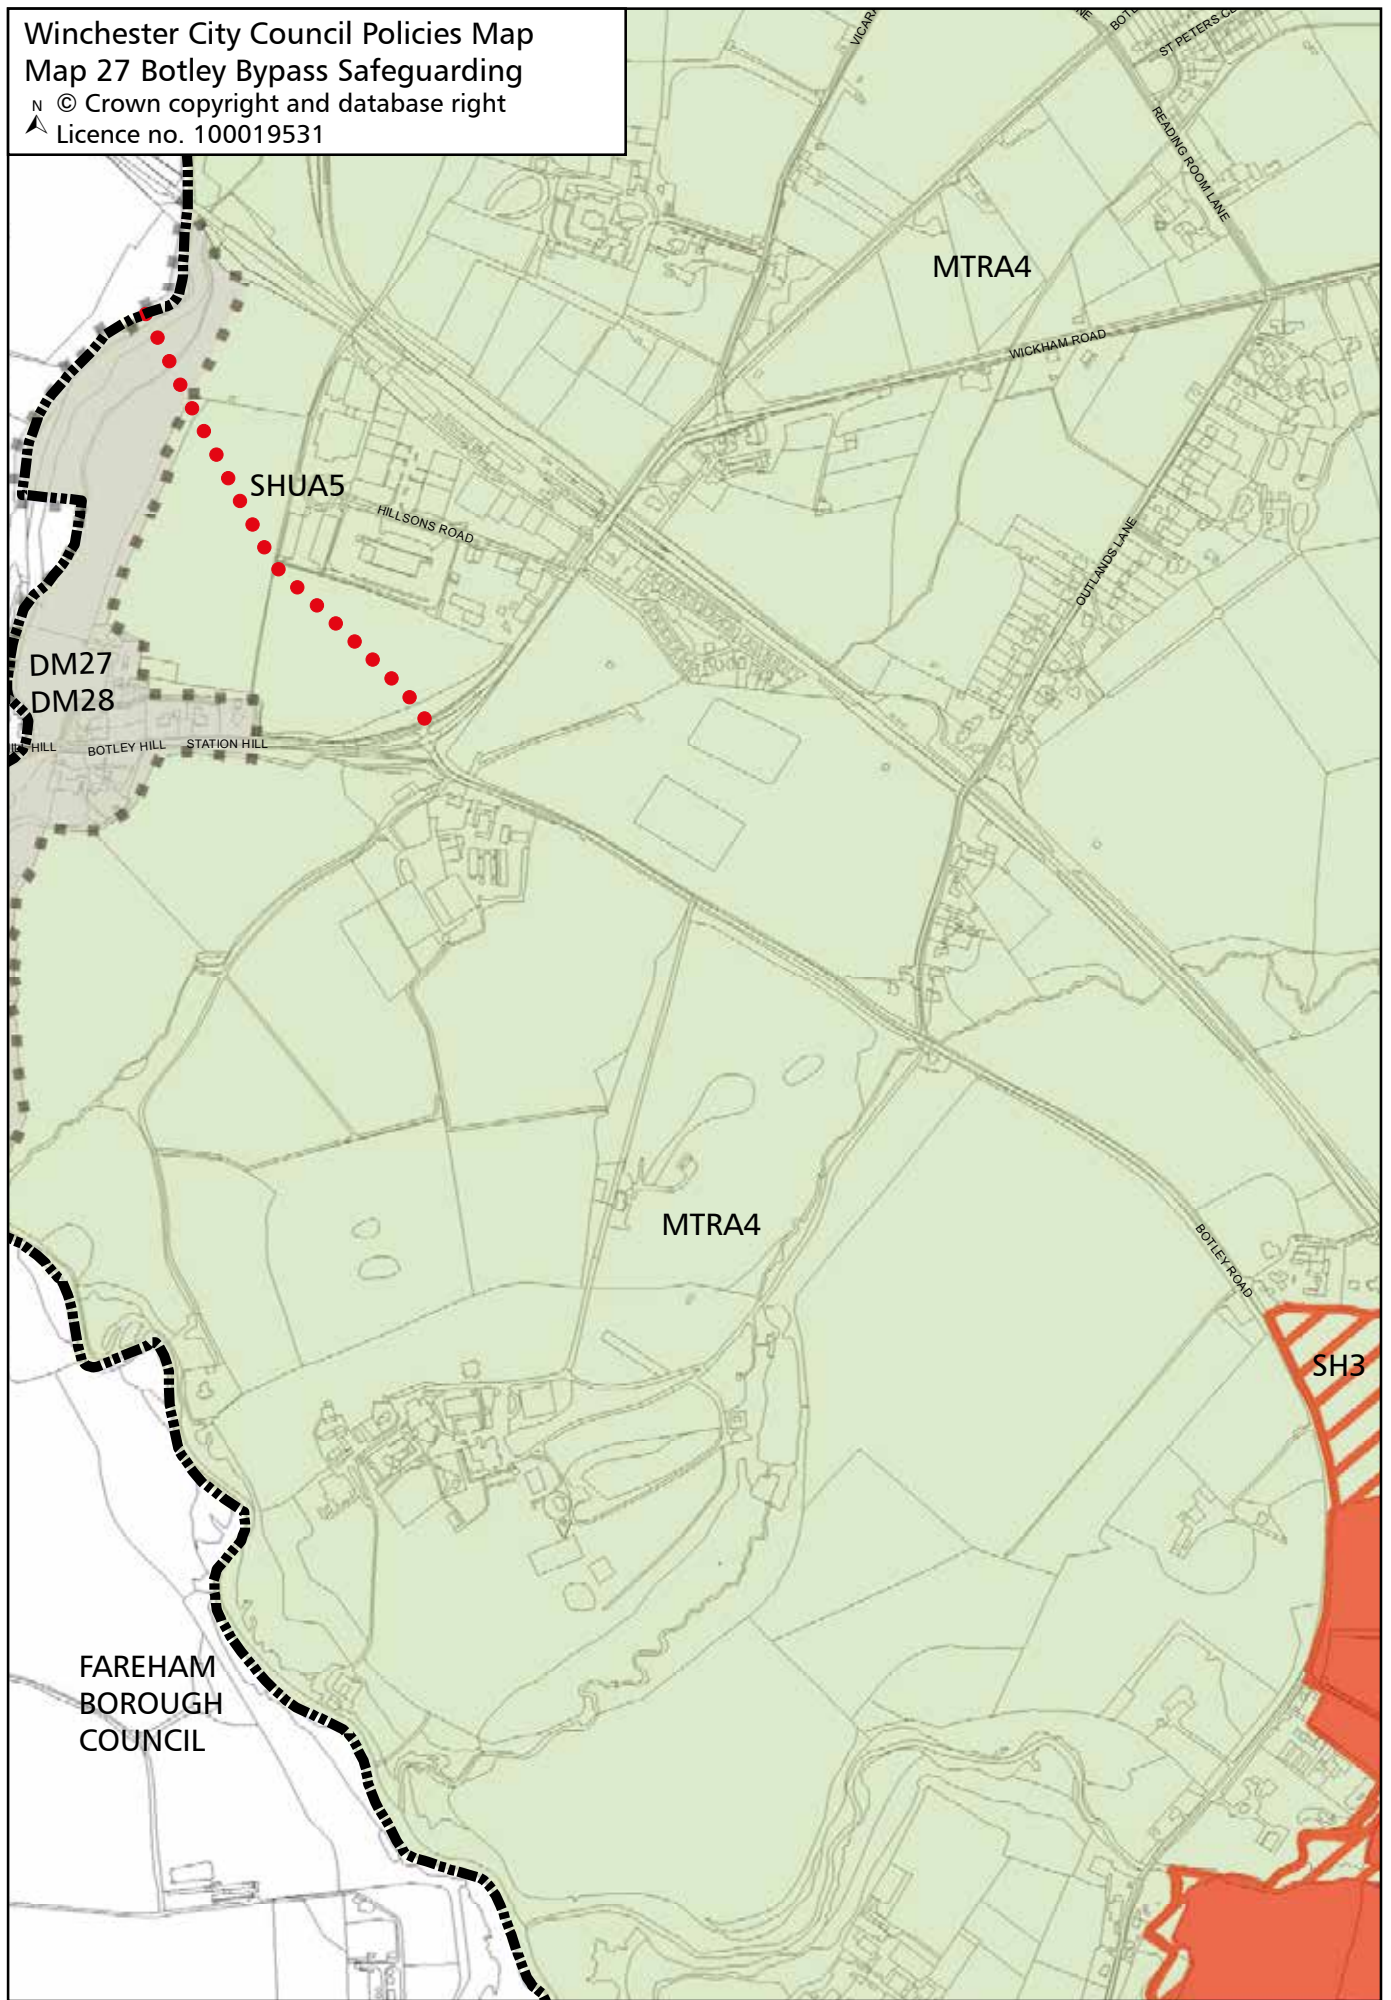 Winchester City Council Policies Map
Map 27 Botley Bypass Safeguarding
N © Crown copyright and database right
Licence no. 100019531
ST PETERS
READING ROOM LANE
MTRA4
WICKHAM ROAD
SHUA5
HILLSONS ROAD
OUTLANDS LANE
DM27
DM28
HILL
BOTLEY HILL
STATION HILL
MTRA4
BOTLEY ROAD
SH3
FAREHAM
BOROUGH
COUNCIL